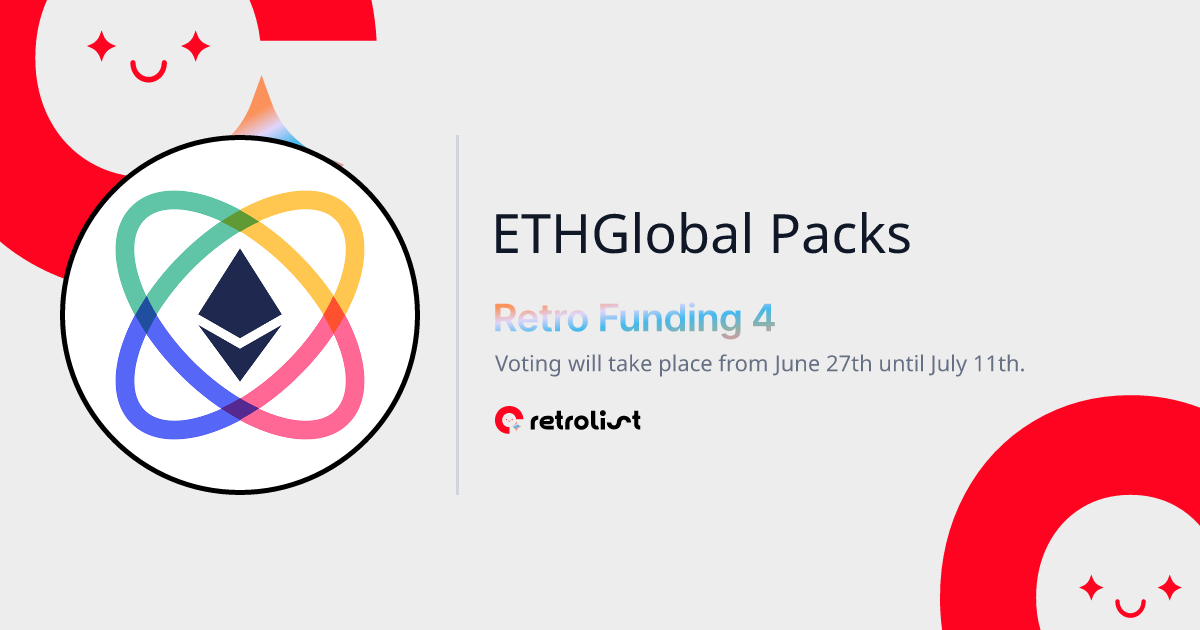 ETHGlobal Packs
Retro Funding 4
Voting will take place from June 27th until July 11th.
retrolist